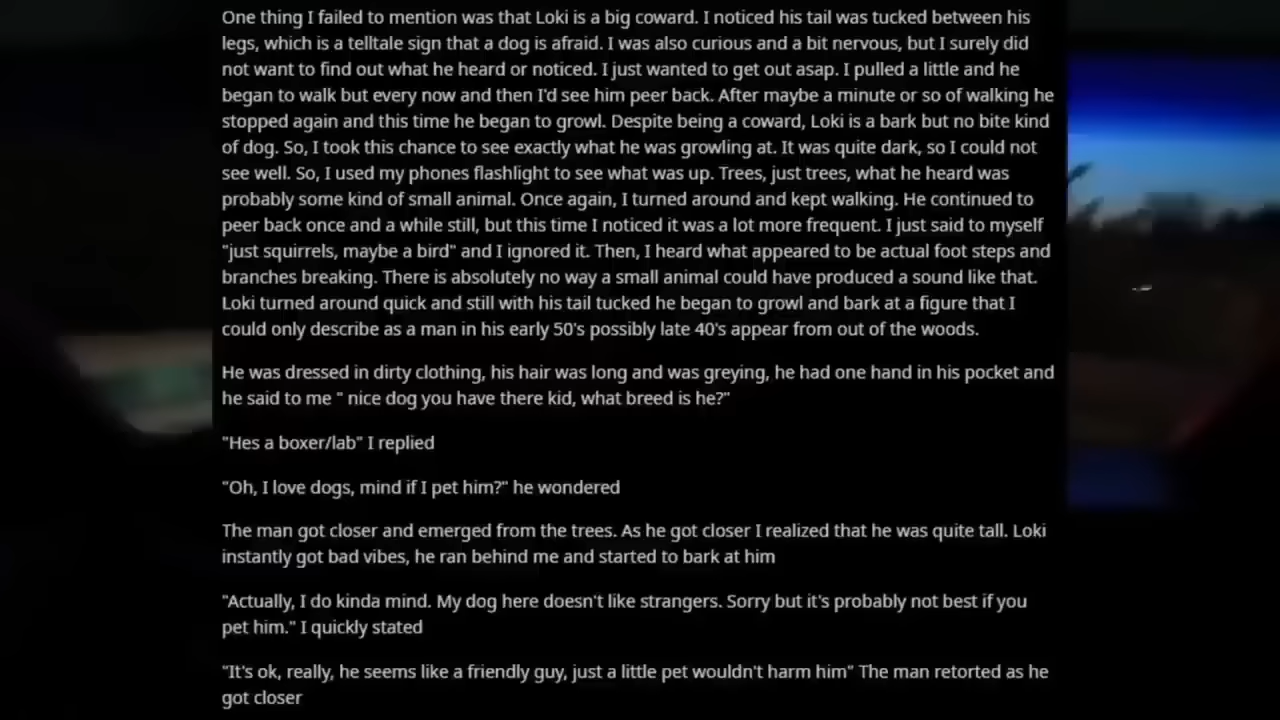 One thing I failed to mention was that Loki is a big coward. I noticed his tail was tucked between his
legs, which is a telltale sign that a dog is afraid. I was also curious and a bit nervous, but I surely did
not want to find out what he heard or noticed. I just wanted to get out asap. I pulled a little and he
began to walk but every now and then I'd see him peer back. After maybe a minute or so of walking he
stopped again and this time he began to growl. Despite being a coward, Loki is a bark but no bite kind
of dog. So, I took this chance to see exactly what he was growling at. It was quite dark, so I could not
see well. So, I used my phones flashlight to see what was up. Trees, just trees, what he heard was
probably some kind of small animal. Once again, I turned around and kept walking. He continued to
peer back once and a while still, but this time I noticed it was a lot more frequent. I just said to myself
"just squirrels, maybe a bird" and I ignored it. Then, I heard what appeared to be actual foot steps and
branches breaking. There is absolutely no way a small animal could have produced a sound like that.
Loki turned around quick and still with his tail tucked he began to growl and bark at a figure that I
could only describe as a man in his early 50's possibly late 40's appear from out of the woods.
He was dressed in dirty clothing, his hair was long and was greying, he had one hand in his pocket and
he said to me " nice dog you have there kid, what breed is he?"
"Hes a boxer/lab" I replied
"Oh, I love dogs, mind if I pet him?" he wondered
The man got closer and emerged from the trees. As he got closer I realized that he was quite tall. Loki
instantly got bad vibes, he ran behind me and started to bark at him
"Actually, I do kinda mind. My dog here doesn't like strangers. Sorry but it's probably not best if you
pet him." I quickly stated
"It's ok, really, he seems like a friendly guy, just a little pet wouldn't harm him" The man retorted as he
got closer